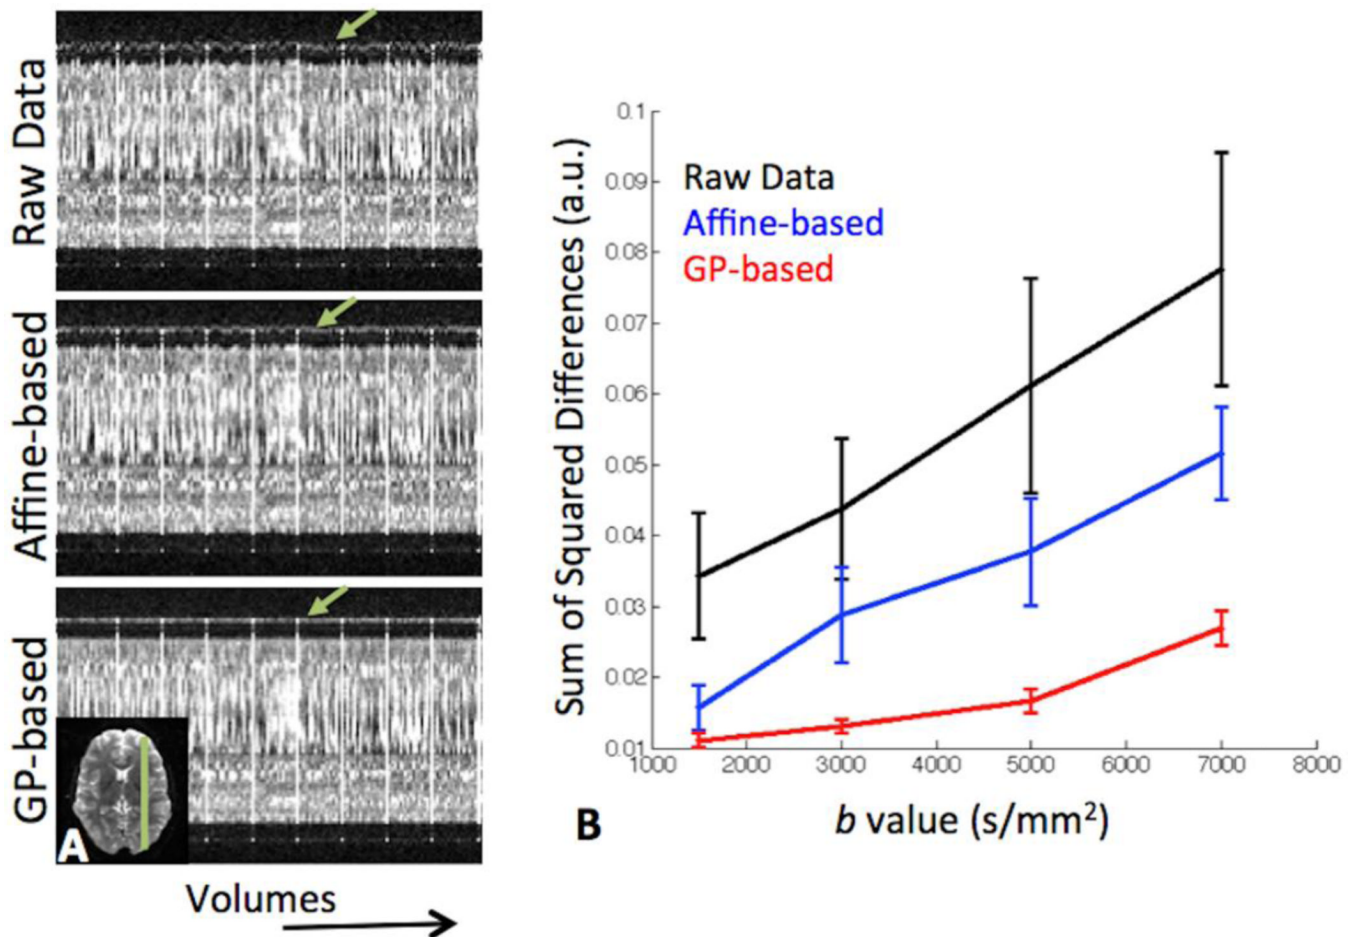 Raw Data
Affine-based
GP-based
A
Volumes
Sum of Squared Differences (a.u.)
0.1
0.09
0.08
0.07
0.06
0.05
0.04
0.03
0.02
0.01
Raw Data
Affine-based
GP-based
1000 2000 3000 4000 5000 6000 7000 8000
B
b value (s/mm²)